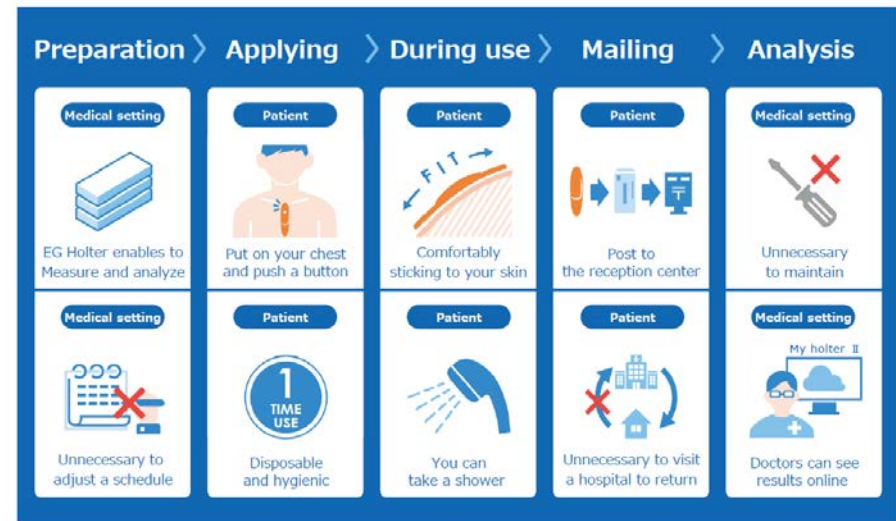 Preparation
Applying
During use
Mailing
Analysis
Medical setting
EG Holter enables to
Measure and analyze
Patient
Put on your chest
and push a button
Patient
FIT
Comfortably
sticking to your skin
Patient
〒
Post to
the reception center
Medical setting
Unnecessary
to maintain
Medical setting
Unnecessary to
adjust a schedule
Patient
1
TIME
USE
Disposable
and hygienic
Patient
You can
take a shower
Patient
Unnecessary to visit
a hospital to return
Medical setting
My holter II
Doctors can see
results online